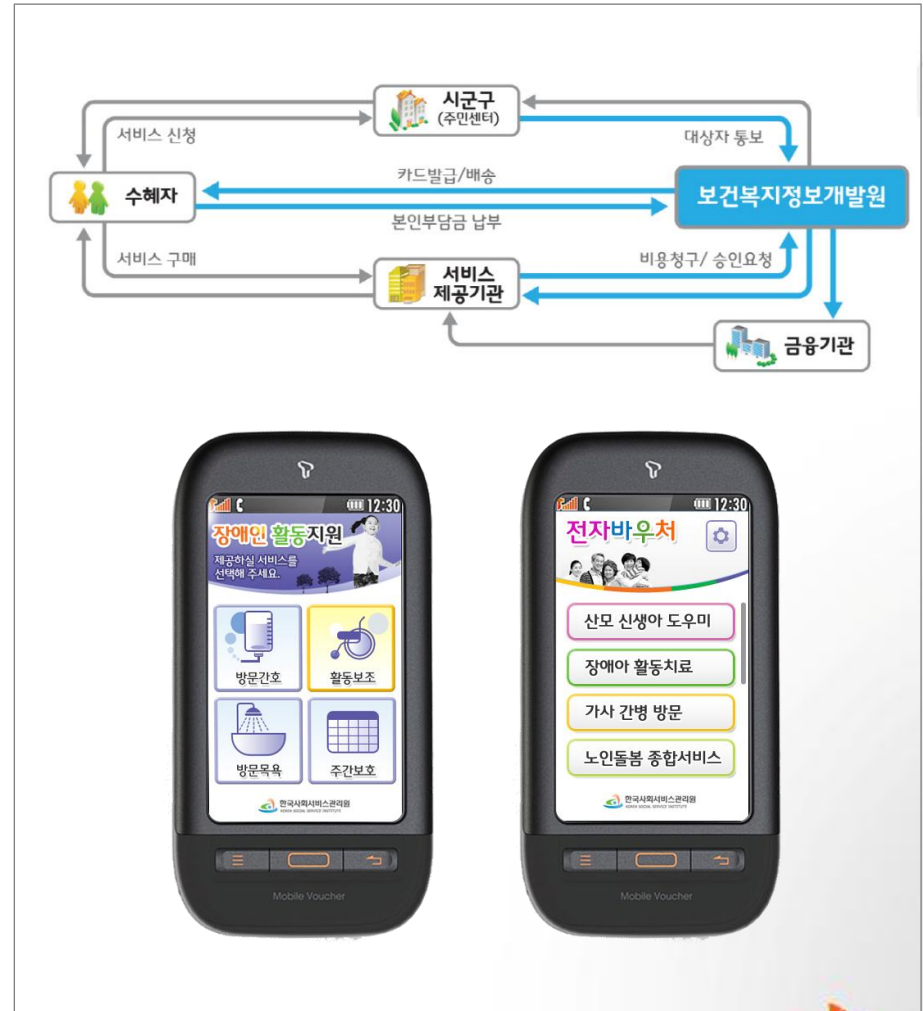 시군구
(주민센터)
서비스 신청
대상자 통보
카드발급/배송
수혜자
보건복지정보개발원
본인부담금 납부
서비스 구매
비용청구/ 승인요청
서비스
제공기관
금융기관
12:30
장애인 활동지원
제공하실 서비스를
선택해 주세요.
방문간호
활동보조
방문목욕
주간보호
한국사회서비스관리원
KOREA SOCIAL SERVICE INSTITUTE
Mobile Voucher
12:30
전자바우처
산모 신생아 도우미
장애아 활동치료
가사 간병 방문
노인돌봄 종합서비스
한국사회서비스관리원
KOREA SOCIAL SERVICE INSTITUTE
Mobile Voucher